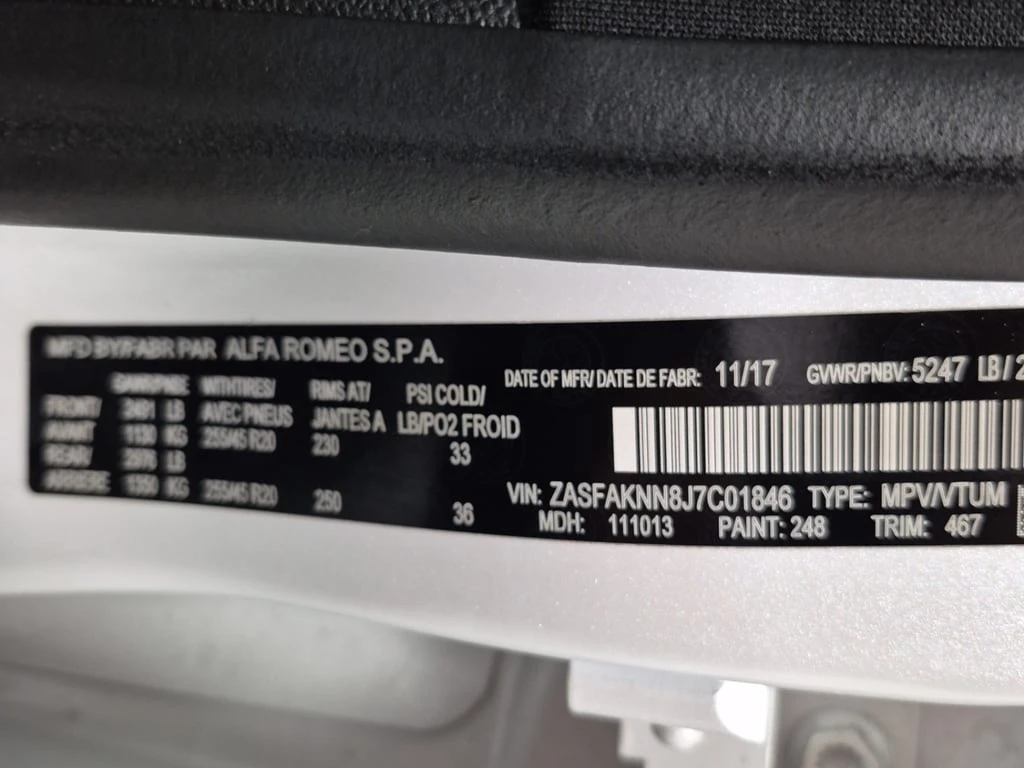 MFD BY/FABR PAR ALFA ROMEO S.P.A.
DATE OF MFR/DATE DE FABR: 11/17 GVWR/PNBV: 5247 LB / 2
GAWR/PNBE WITH TIRES/ RIMS AT/ PSI COLD/
FRONT/ 2491 LB AVEC PNEUS JANTES A LB/PO2 FROID
AVANT 1130 KG 255/45 R20 230 33
REAR/ LB
ARRIERE 1350 KG 255/45 R20 250 36
VIN: ZASFAKNN8J7C01846 TYPE: MPV/VTUM
MDH: 111013 PAINT: 248 TRIM: 467